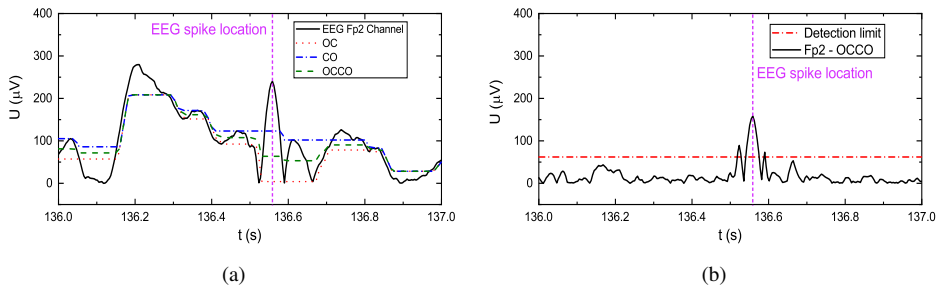 EEG spike location
EEG Fp2 Channel
OC
CO
OCCO
U (μV)
400
300
200
100
0
136.0
136.2
136.4
136.6
136.8
137.0
t (s)
(a)
Detection limit
Fp2 - OCCO
EEG spike location
U (μV)
400
300
200
100
0
136.0
136.2
136.4
136.6
136.8
137.0
t (s)
(b)